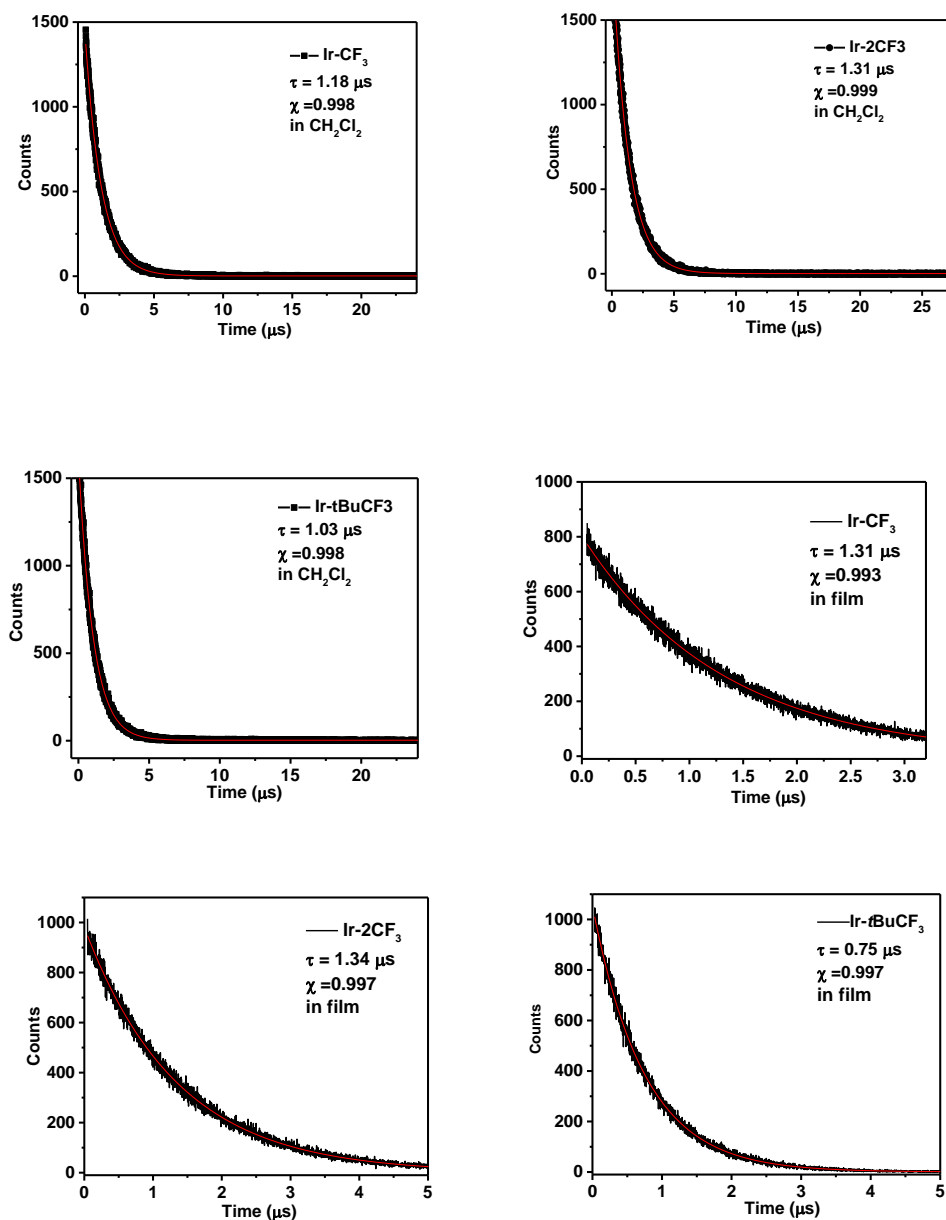 1500
1000
500
0
Counts
Ir-CF₃
τ = 1.18 μs
χ =0.998
in CH₂Cl₂
0 5 10 15 20
Time (μs)
1500
1000
500
0
Counts
Ir-2CF3
τ = 1.31 μs
χ =0.999
in CH₂Cl₂
0 5 10 15 20 25
Time (μs)
1500
1000
500
0
Counts
Ir-tBuCF3
τ = 1.03 μs
χ =0.998
in CH₂Cl₂
0 5 10 15 20
Time (μs)
1000
800
600
400
200
0
Counts
Ir-CF₃
τ = 1.31 μs
χ =0.993
in film
0.0 0.5 1.0 1.5 2.0 2.5 3.0
Time (μs)
1000
800
600
400
200
0
Counts
Ir-2CF₃
τ = 1.34 μs
χ =0.997
in film
0 1 2 3 4 5
Time (μs)
1000
800
600
400
200
0
Counts
Ir-tBuCF₃
τ = 0.75 μs
χ =0.997
in film
0 1 2 3 4 5
Time (μs)